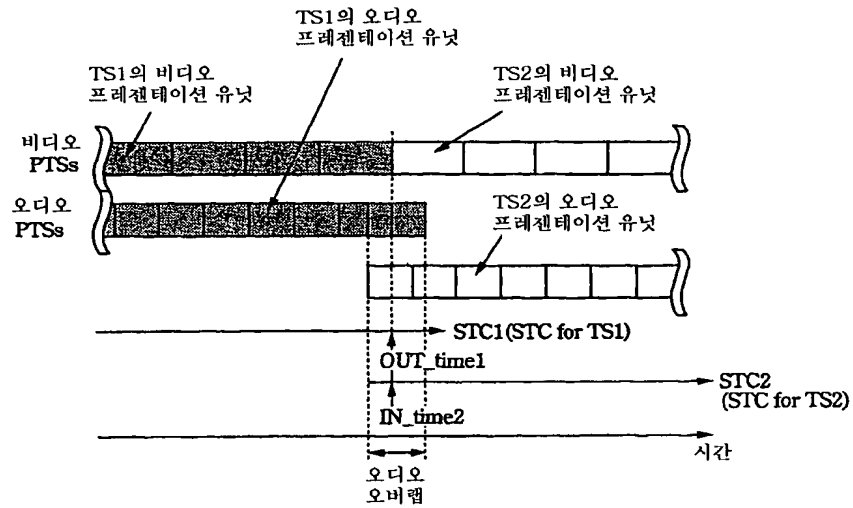 TS1의 오디오
프레젠테이션 유닛
TS1의 비디오
프레젠테이션 유닛
TS2의 비디오
프레젠테이션 유닛
비디오
PTSs
오디오
PTSs
TS2의 오디오
프레젠테이션 유닛
STC1(STC for TS1)
OUT_time1
STC2
(STC for TS2)
IN_time2
시간
오디오
오버랩